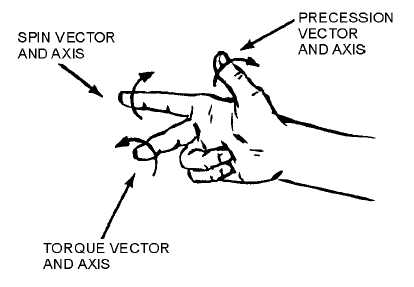 PRECESSION
VECTOR
AND AXIS
SPIN VECTOR
AND AXIS
TORQUE VECTOR
AND AXIS